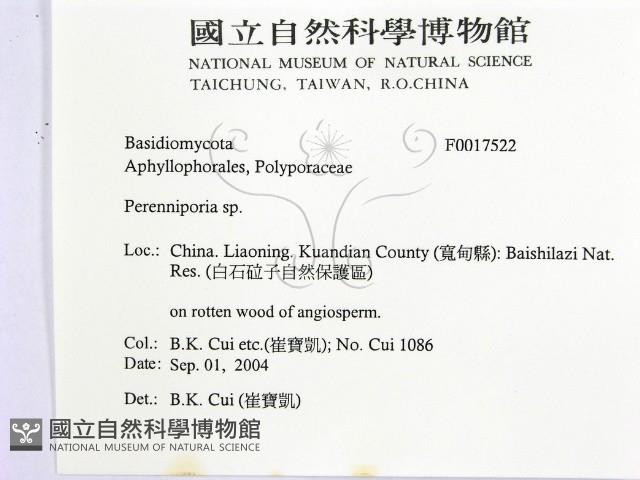 國立自然科學博物館
NATIONAL MUSEUM OF NATURAL SCIENCE
TAICHUNG, TAIWAN, R.O.CHINA
Basidiomycota F0017522
Aphyllophorales, Polyporaceae
Perenniporia sp.
Loc.: China. Liaoning. Kuandian County (寬甸縣): Baishilazi Nat.
Res. (白石砬子自然保護區)
on rotten wood of angiosperm.
Col.: B.K. Cui etc.(崔寶凱); No. Cui 1086
Date: Sep. 01, 2004
Det.: B.K. Cui (崔寶凱)
國立自然科學博物館
NATIONAL MUSEUM OF NATURAL SCIENCE